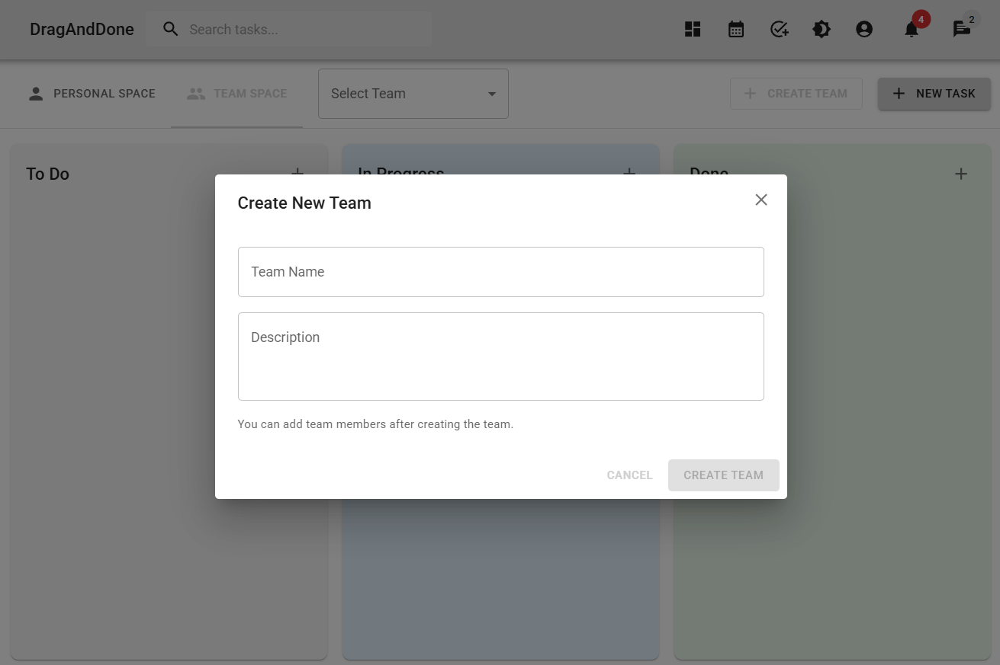 DragAndDone
Search tasks...
4
2
PERSONAL SPACE
TEAM SPACE
Select Team
CREATE TEAM
NEW TASK
To Do
In Progress
Done
Create New Team
Team Name
Description
You can add team members after creating the team.
CANCEL
CREATE TEAM